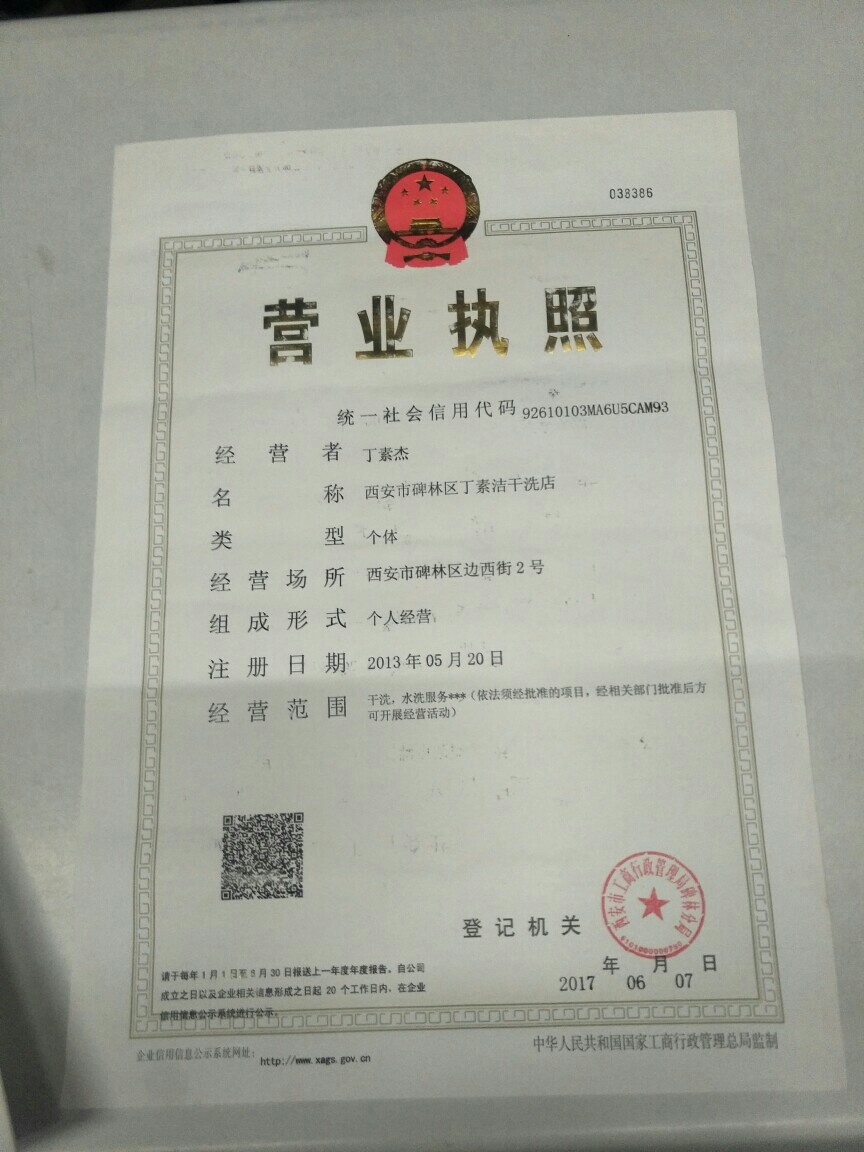 038386
营业执照
统一社会信用代码 92610103MA6U5CAM93
经营者 丁素杰
名称 西安市碑林区丁素洁干洗店
类型 个体
经营场所 西安市碑林区边西街2号
组成形式 个人经营
注册日期 2013年05月20日
经营范围 干洗，水洗服务***（依法须经批准的项目，经相关部门批准后方
可开展经营活动）
西安市工商行政管理局碑林分局
登记机关
2017年06月07日
请于每年1月1日至6月30日报送上一年度年度报告。自公司
成立之日以及企业相关信息形成之日起20个工作日内，在企业
信用信息公示系统进行公示。
企业信用信息公示系统网址：http://www.xags.gov.cn
中华人民共和国国家工商行政管理总局监制